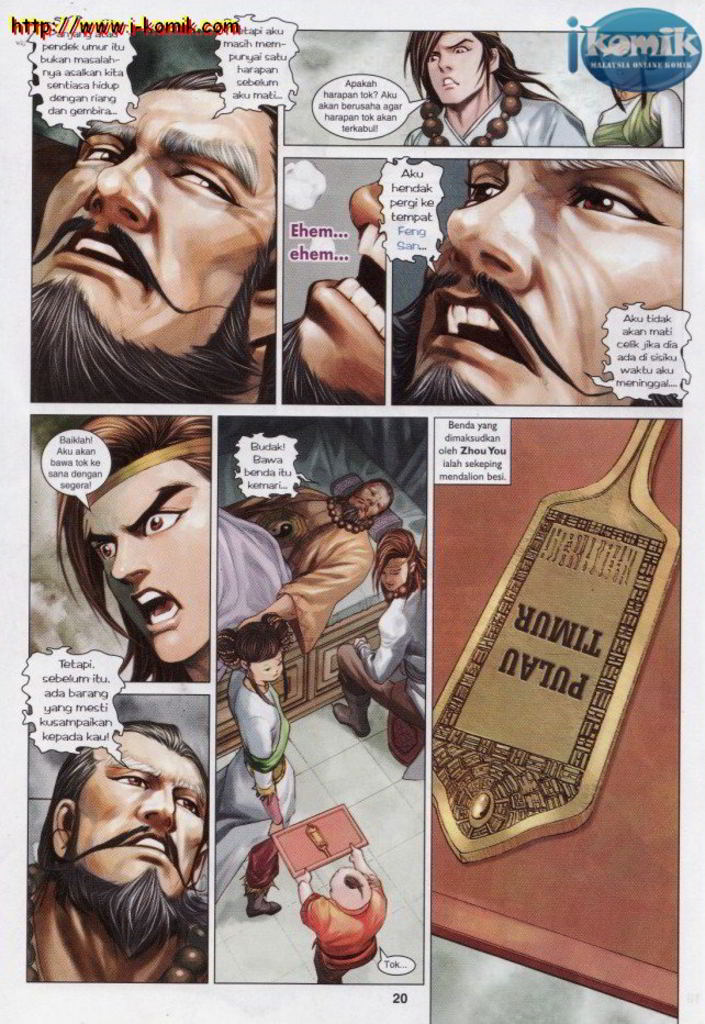 http://www.i-komik.com
ikomik
MALAYSIA ONLINE KOMIK
pendek umur itu
bukan masalah-
nya asalkan kita
sentiasa hidup
dengan riang
dan gembira...
Tetapi aku
masih mem-
punyai satu
harapan
sebelum
aku mati...
Apakah
harapan tok? Aku
akan berusaha agar
harapan tok akan
terkabul!
Ehem...
ehem...
Aku
hendak
pergi ke
tempat
Feng
San...
Aku tidak
akan mati
celik jika dia
ada di sisiku
waktu aku
meninggal...
Baiklah!
Aku akan
bawa tok ke
sana dengan
segera!
Tetapi,
sebelum itu,
ada barang
yang mesti
kusampaikan
kepada kau!
Budak!
Bawa
benda itu
kemari...
Tok...
Benda yang
dimaksudkan
oleh Zhou You
ialah sekeping
mendalion besi.
PULAU
TIMUR
20